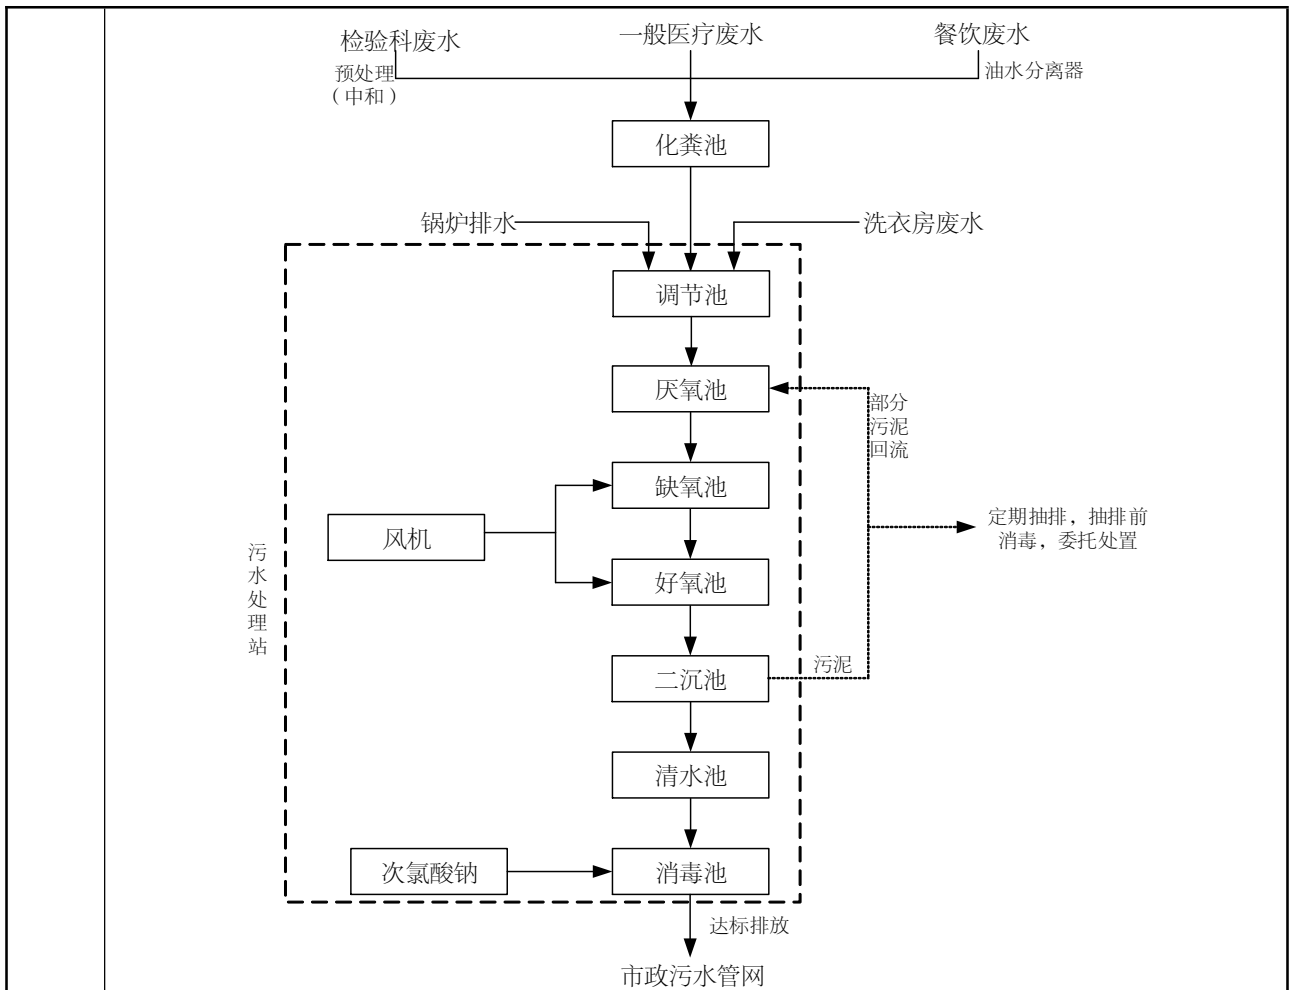 检验科废水
一般医疗废水
餐饮废水
预处理
（中和）
油水分离器
化粪池
锅炉排水
洗衣房废水
调节池
厌氧池
部分
污泥
回流
缺氧池
风机
定期抽排，抽排前
消毒，委托处置
污
水
处
理
站
好氧池
二沉池
污泥
清水池
次氯酸钠
消毒池
达标排放
市政污水管网